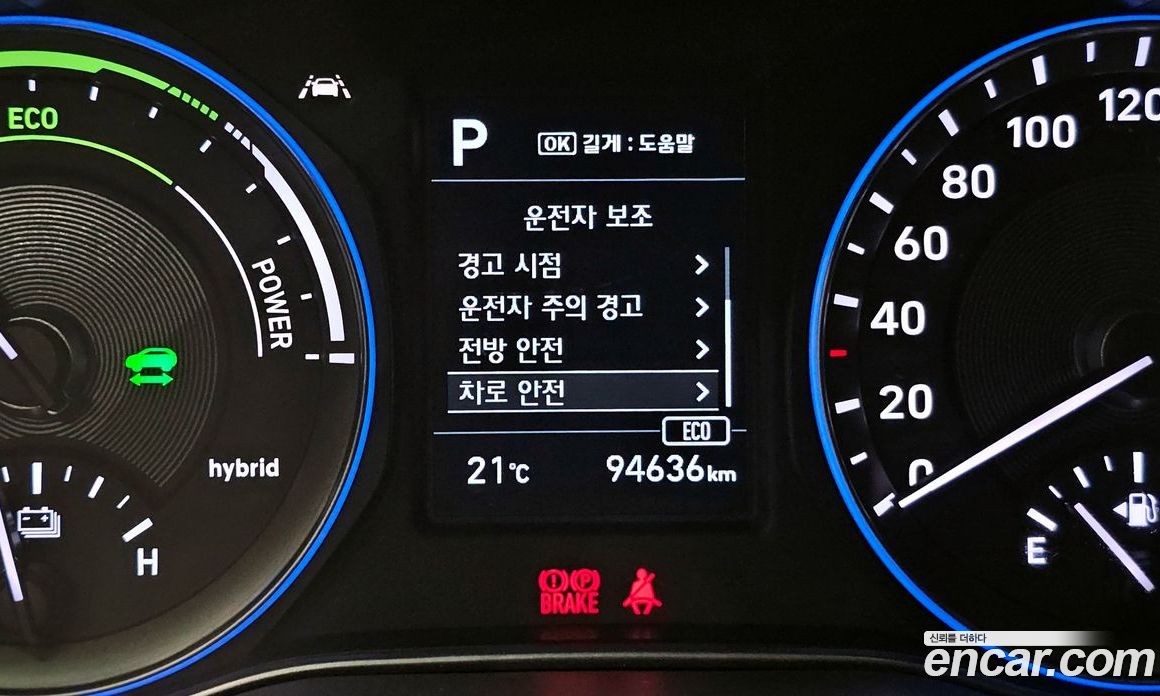 P
OK 길게 : 도움말
운전자 보조
경고 시점
운전자 주의 경고
전방 안전
차로 안전
ECO
21℃ 94636 km
ECO
POWER
hybrid
H
120
100
80
60
40
20
0
E
BRAKE
신뢰를 더하다
encar.com